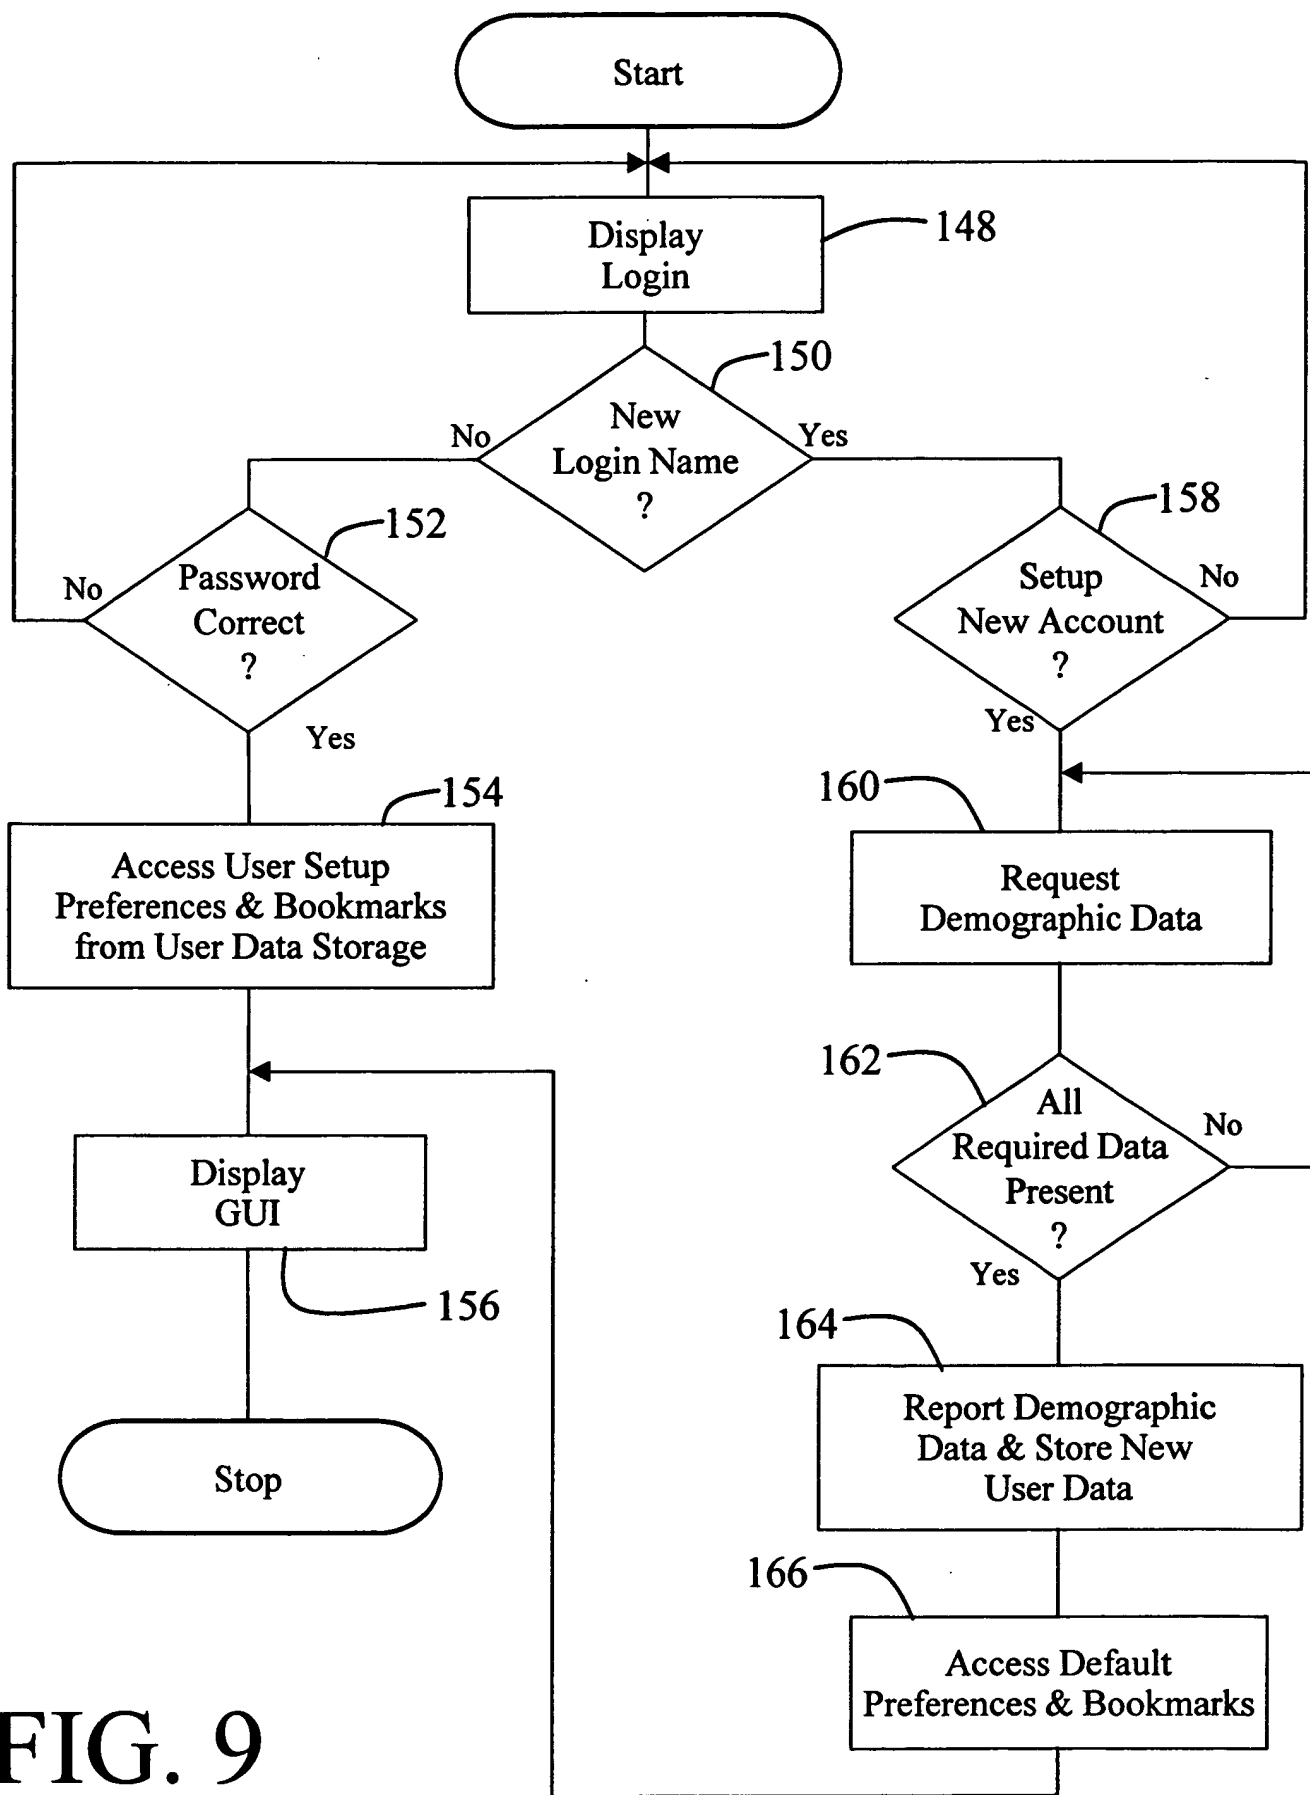 Start
Display
Login
148
New
Login Name
?
150
No
Yes
Password
Correct
?
152
No
Yes
Setup
New Account
?
158
No
Yes
154
Access User Setup
Preferences & Bookmarks
from User Data Storage
160
Request
Demographic Data
162
All
Required Data
Present
?
No
Yes
Display
GUI
156
Stop
164
Report Demographic
Data & Store New
User Data
166
Access Default
Preferences & Bookmarks
FIG. 9